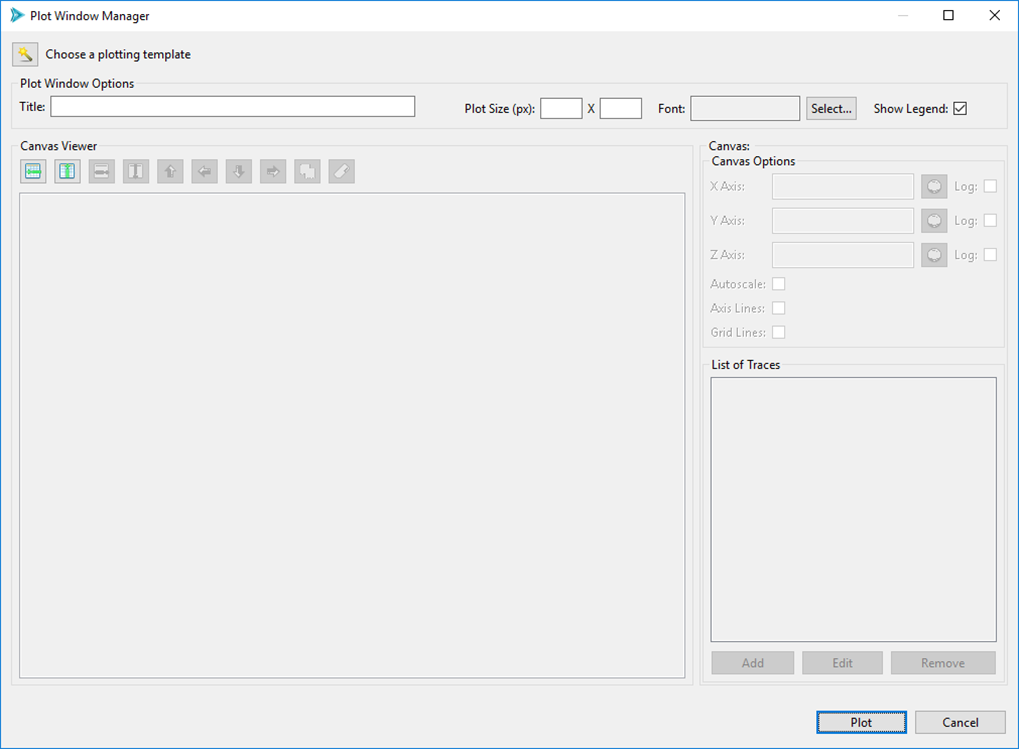 Plot Window Manager
Choose a plotting template
Plot Window Options
Title:
Plot Size (px):
X
Font:
Select...
Show Legend:
Canvas Viewer
Canvas:
Canvas Options
X Axis:
Log:
Y Axis:
Log:
Z Axis:
Log:
Autoscale:
Axis Lines:
Grid Lines:
List of Traces
Add
Edit
Remove
Plot
Cancel